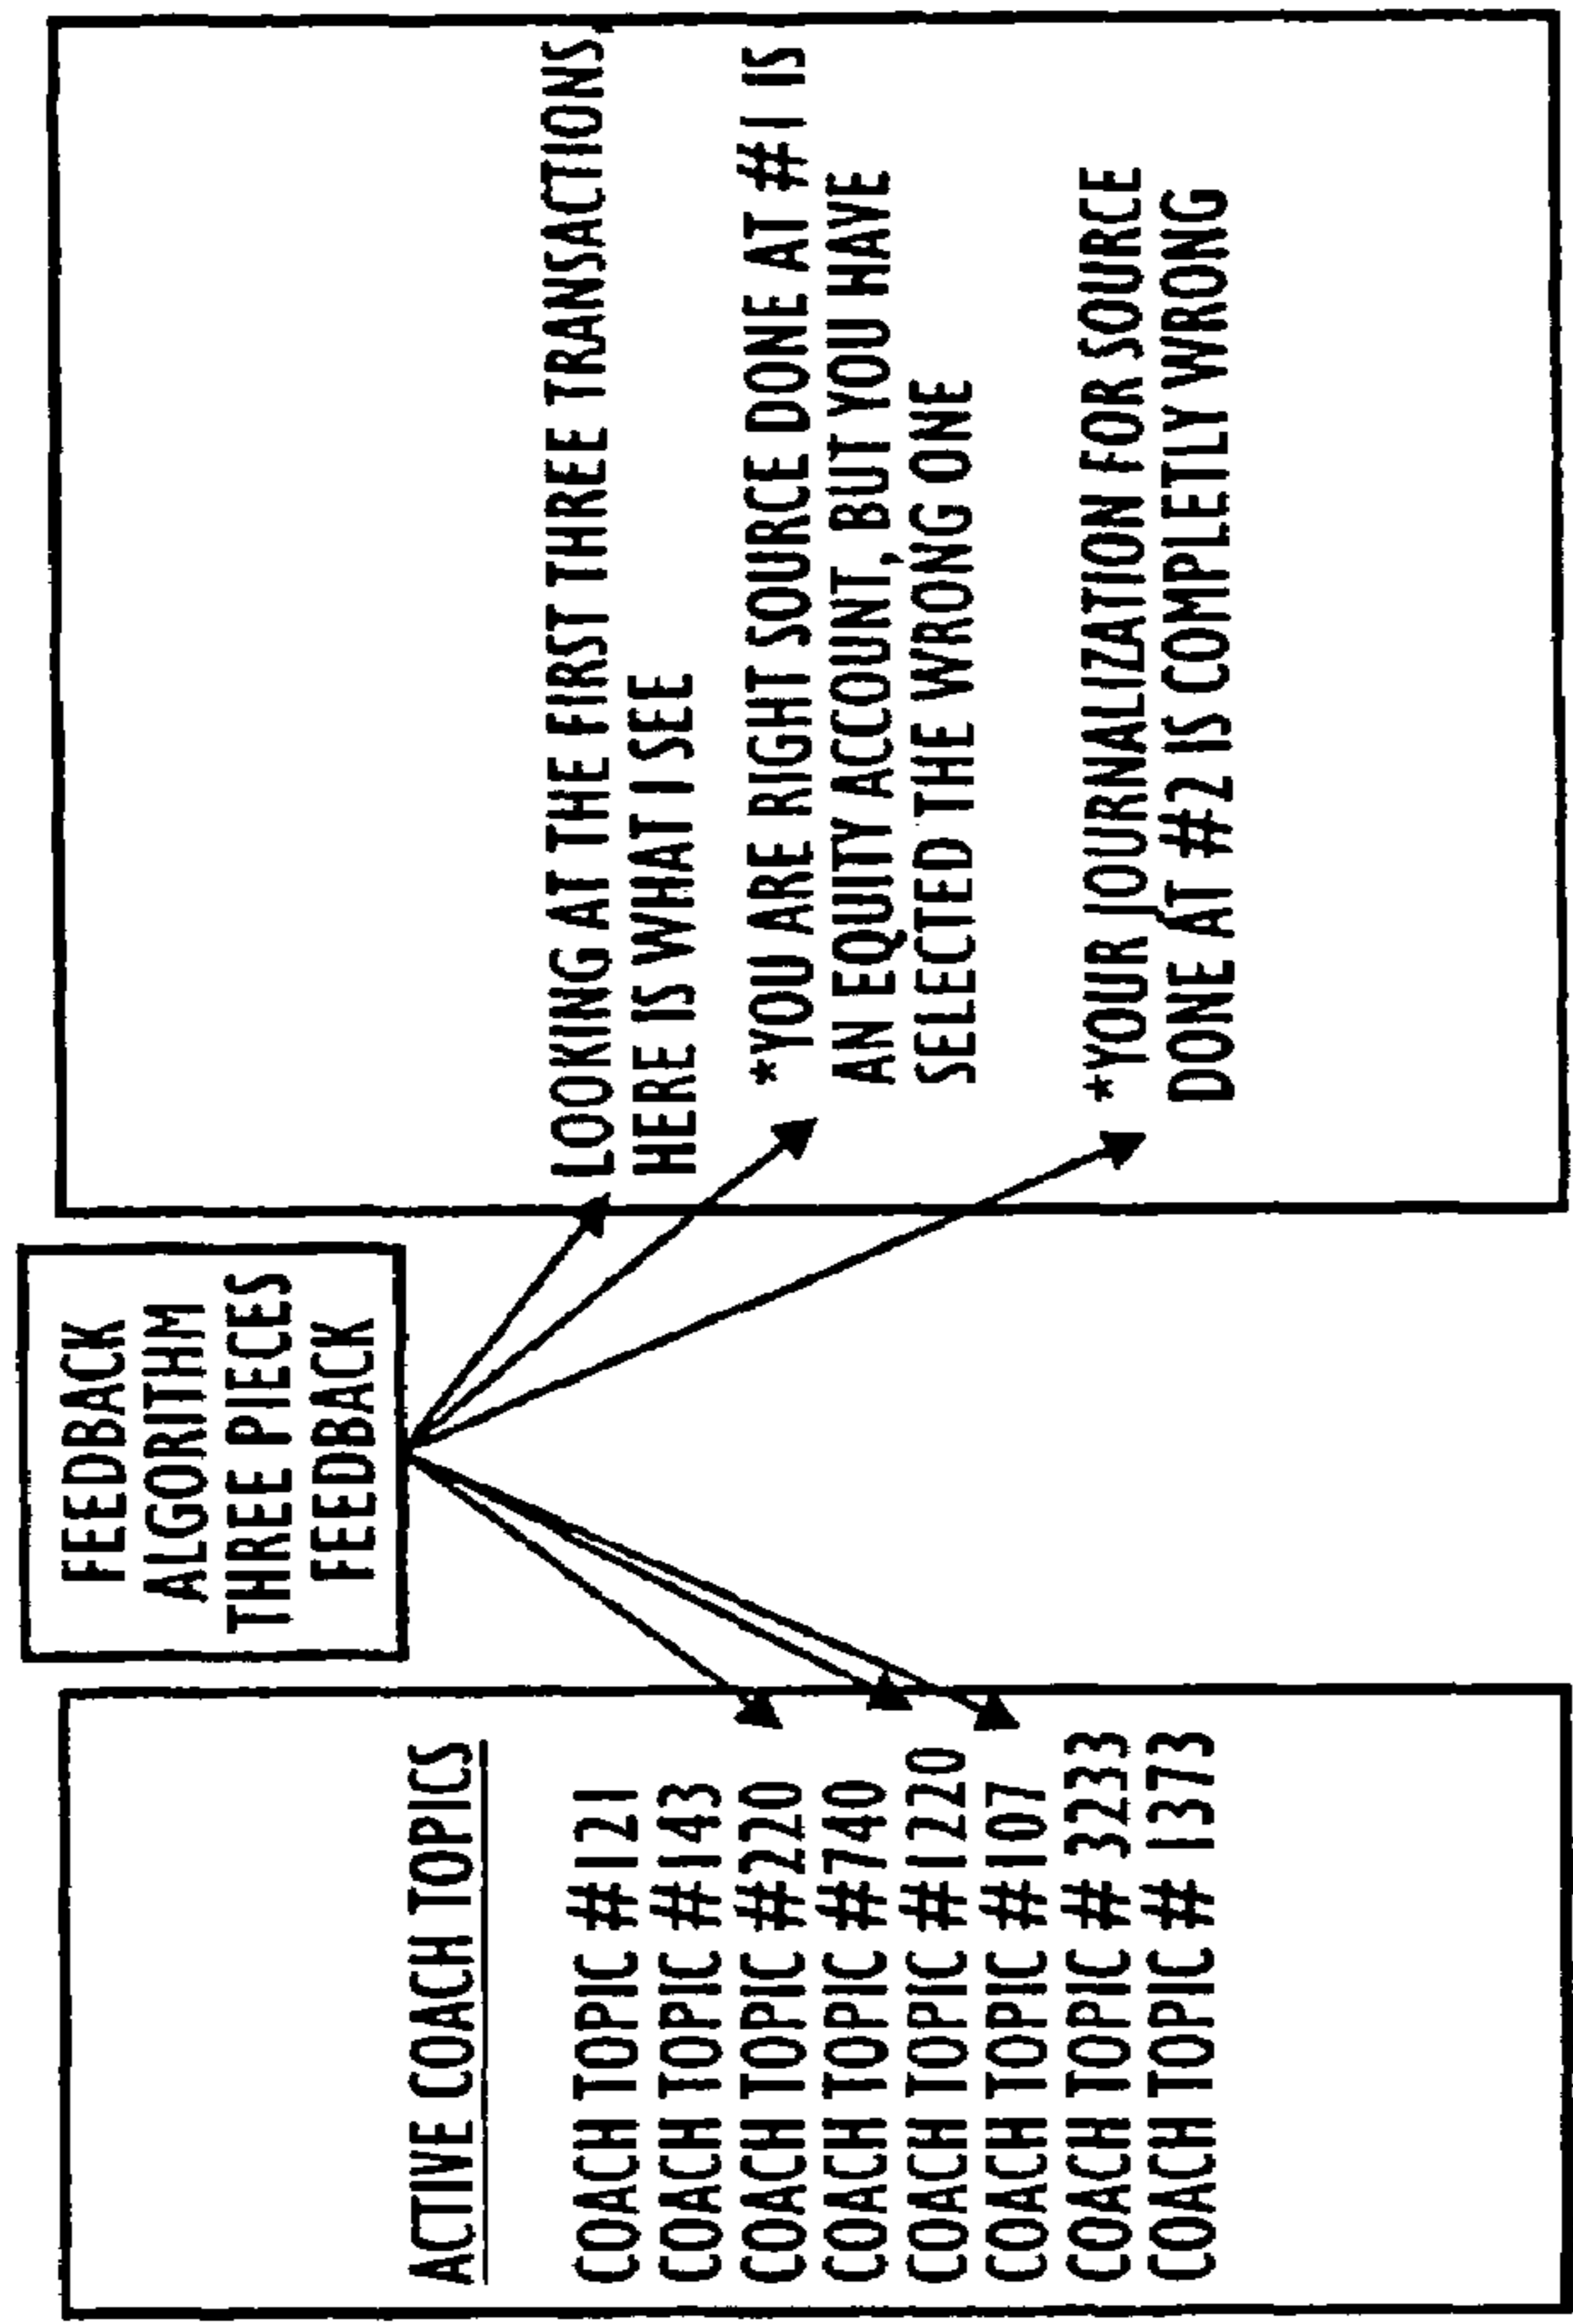 ACTIVE COACH TOPICS
COACH TOPIC #121
COACH TOPIC #143
COACH TOPIC #220
COACH TOPIC #740
COACH TOPIC #1220
COACH TOPIC #107
COACH TOPIC # 3233
COACH TOPIC # 1373
FEEDBACK
ALGORITHM
THREE PIECES
FEEDBACK
LOOKING AT THE FIRST THREE TRANSACTIONS,
HERE IS WHAT I SEE
*YOU ARE RIGHT SOURCE DONE AT #1 IS
AN EQUITY ACCOUNT, BUT YOU HAVE
SELECTED THE WRONG ONE
*YOUR JOURNALIZATION FOR SOURCE
DONE AT #2 IS COMPLETLY WRONG